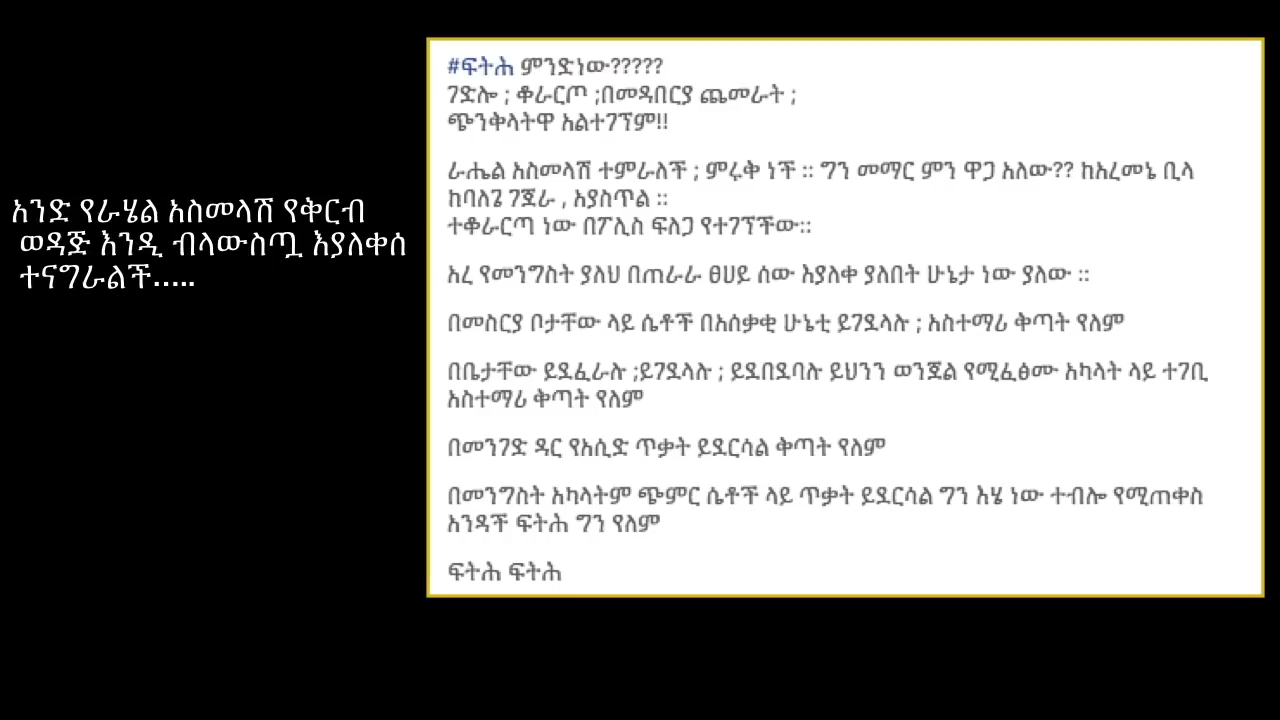 አንድ የራሄል አስመላሽ የቅርብ
ወዳጅ እንዲ ብላውስጧ እያለቀሰ
ተናግራልች.....
#ፍትሕ ምንድነው?????
ገድሎ ; ቆራርጦ ;በመዳበርያ ጨመራት ;
ጭንቅላትዋ አልተገኘም!!
ራሔል አስመላሽ ተምራለች ; ምሩቅ ነች :: ግን መማር ምን ዋጋ አለው?? ከአረመኔ ቢላ
ከባለጌ ገጀራ , አያስጥል ::
ተቆራርጣ ነው በፖሊስ ፍለጋ የተገኘችው::
አረ የመንግስት ያለህ በጠራራ ፀሀይ ሰው እያለቀ ያለበት ሁኔታ ነው ያለው ::
በመስርያ ቦታቸው ላይ ሴቶች በአሰቃቂ ሁኔቲ ይገደላሉ ; አስተማሪ ቅጣት የለም
በቤታቸው ይደፈራሉ ;ይገደላሉ ; ይደበደባሉ ይህንን ወንጀል የሚፈፅሙ አካላት ላይ ተገቢ
አስተማሪ ቅጣት የለም
በመንገድ ዳር የአሲድ ጥቃት ይደርሳል ቅጣት የለም
በመንግስት አካላትም ጭምር ሴቶች ላይ ጥቃት ይደርሳል ግን እሄ ነው ተብሎ የሚጠቀስ
አንዳች ፍትሕ ግን የለም
ፍትሕ ፍትሕ